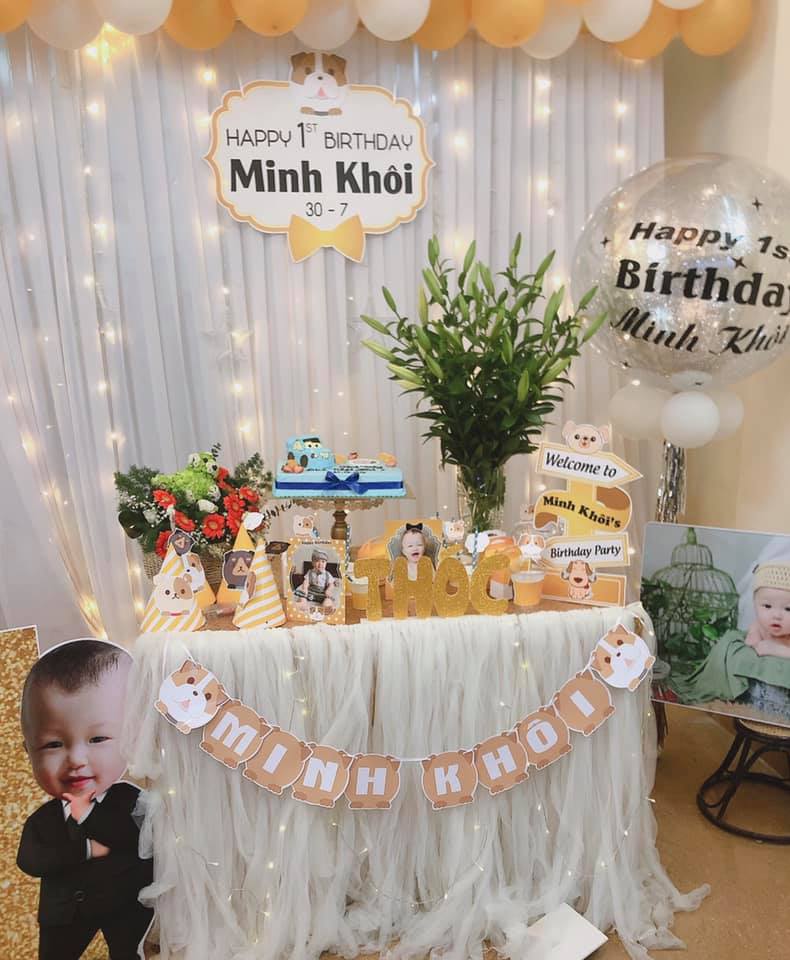 HAPPY 1ST BIRTHDAY
Minh Khôi
30 - 7
Happy 1s
Birthday
Minh Khôi
Welcome to
Minh Khôi's
Birthday Party
THÓC
MINH KHÔI